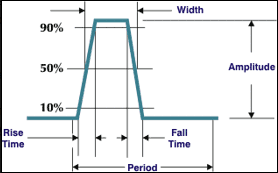 Width
90%
50%
Amplitude
10%
Rise
Time
Fall
Time
Period